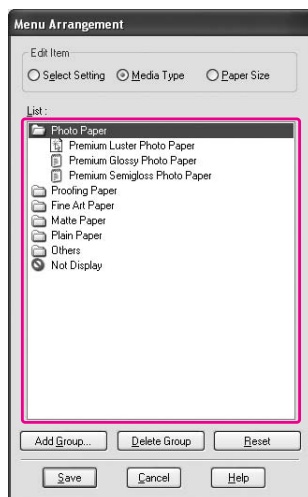 Menu Arrangement
Edit Item
Select Setting Media Type Paper Size
List :
Photo Paper
Premium Luster Photo Paper
Premium Glossy Photo Paper
Premium Semigloss Photo Paper
Proofing Paper
Fine Art Paper
Matte Paper
Plain Paper
Others
Not Display
Add Group... Delete Group Reset
Save Cancel Help